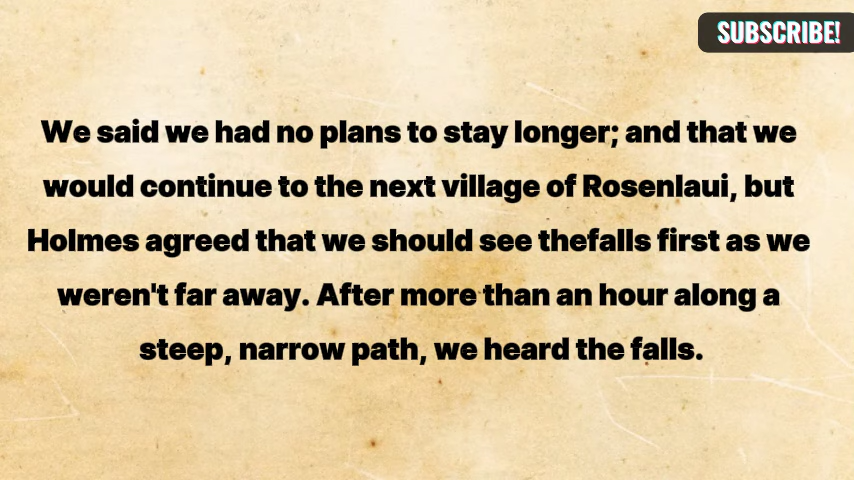 SUBSCRIBE!
We said we had no plans to stay longer; and that we
would continue to the next village of Rosenlaui, but
Holmes agreed that we should see thefalls first as we
weren't far away. After more than an hour along a
steep, narrow path, we heard the falls.